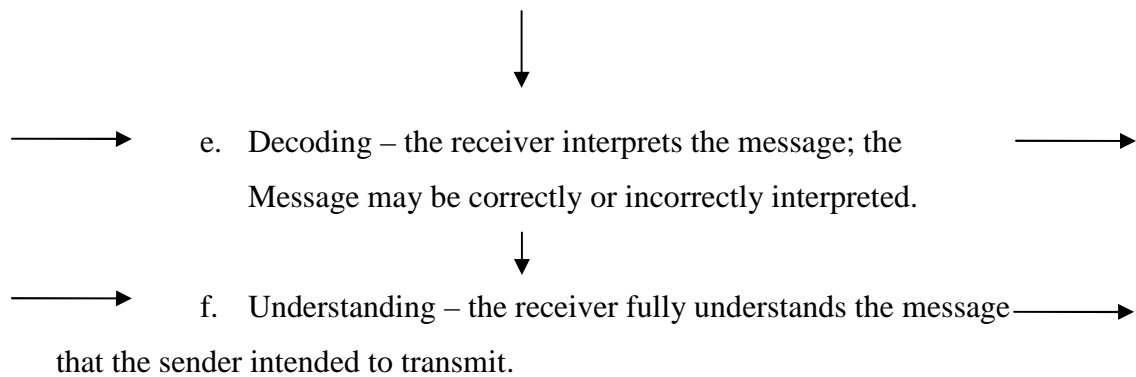 e. Decoding – the receiver interprets the message; the
Message may be correctly or incorrectly interpreted.
f. Understanding – the receiver fully understands the message
that the sender intended to transmit.